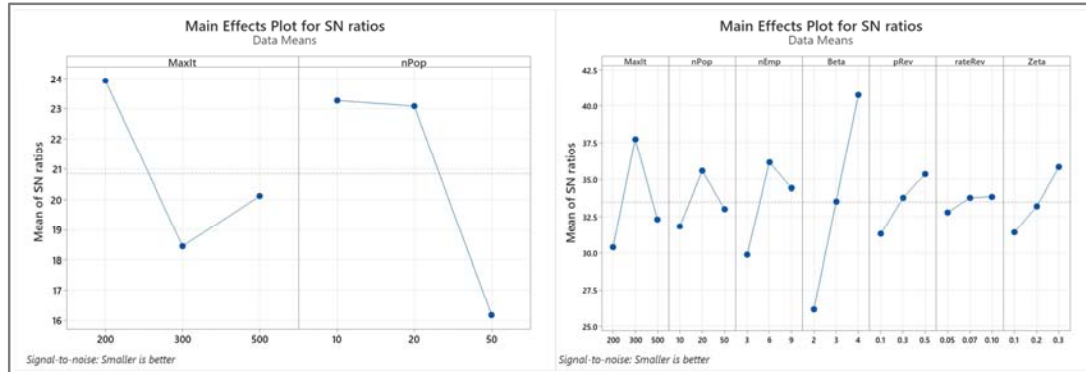 Main Effects Plot for SN ratios
Data Means
MaxIt nPop
Mean of SN ratios
24
23
22
21
20
19
18
17
16
200 300 500 10 20 50
Signal-to-noise: Smaller is better
Main Effects Plot for SN ratios
Data Means
MaxIt nPop nEmp Beta pRev rateRev Zeta
Mean of SN ratios
42.5
40.0
37.5
35.0
32.5
30.0
27.5
25.0
200 300 500 10 20 50 3 6 9 2 3 4 0.1 0.3 0.5 0.05 0.07 0.10 0.1 0.2 0.3
Signal-to-noise: Smaller is better